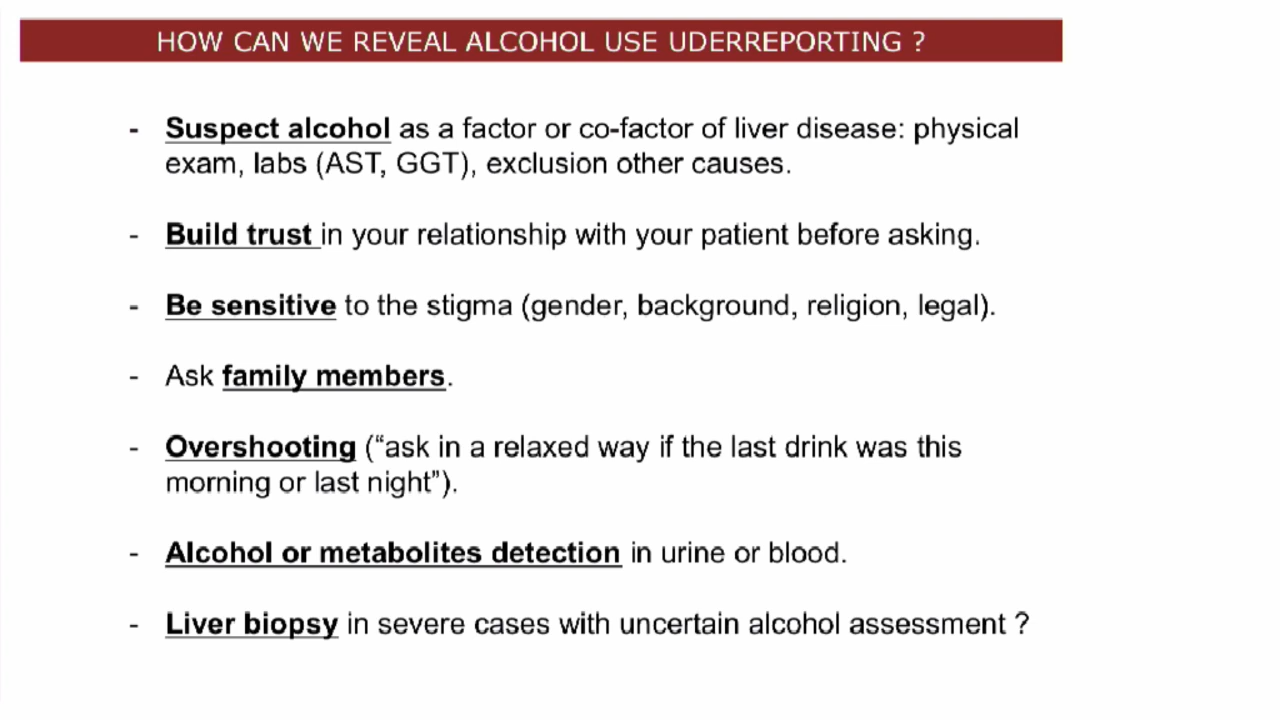 HOW CAN WE REVEAL ALCOHOL USE UDERREPORTING ?
- Suspect alcohol as a factor or co-factor of liver disease: physical
exam, labs (AST, GGT), exclusion other causes.
- Build trust in your relationship with your patient before asking.
- Be sensitive to the stigma (gender, background, religion, legal).
- Ask family members.
- Overshooting (“ask in a relaxed way if the last drink was this
morning or last night”).
- Alcohol or metabolites detection in urine or blood.
- Liver biopsy in severe cases with uncertain alcohol assessment ?